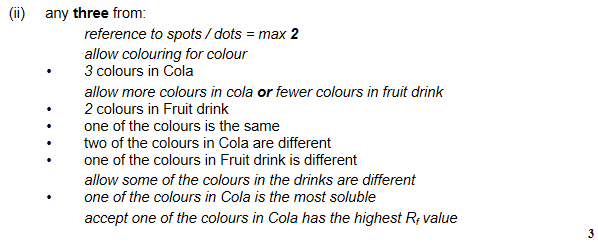 (ii) any three from:
reference to spots / dots = max 2
allow colouring for colour
• 3 colours in Cola
allow more colours in cola or fewer colours in fruit drink
• 2 colours in Fruit drink
• one of the colours is the same
• two of the colours in Cola are different
• one of the colours in Fruit drink is different
allow some of the colours in the drinks are different
• one of the colours in Cola is the most soluble
accept one of the colours in Cola has the highest Rf value
3